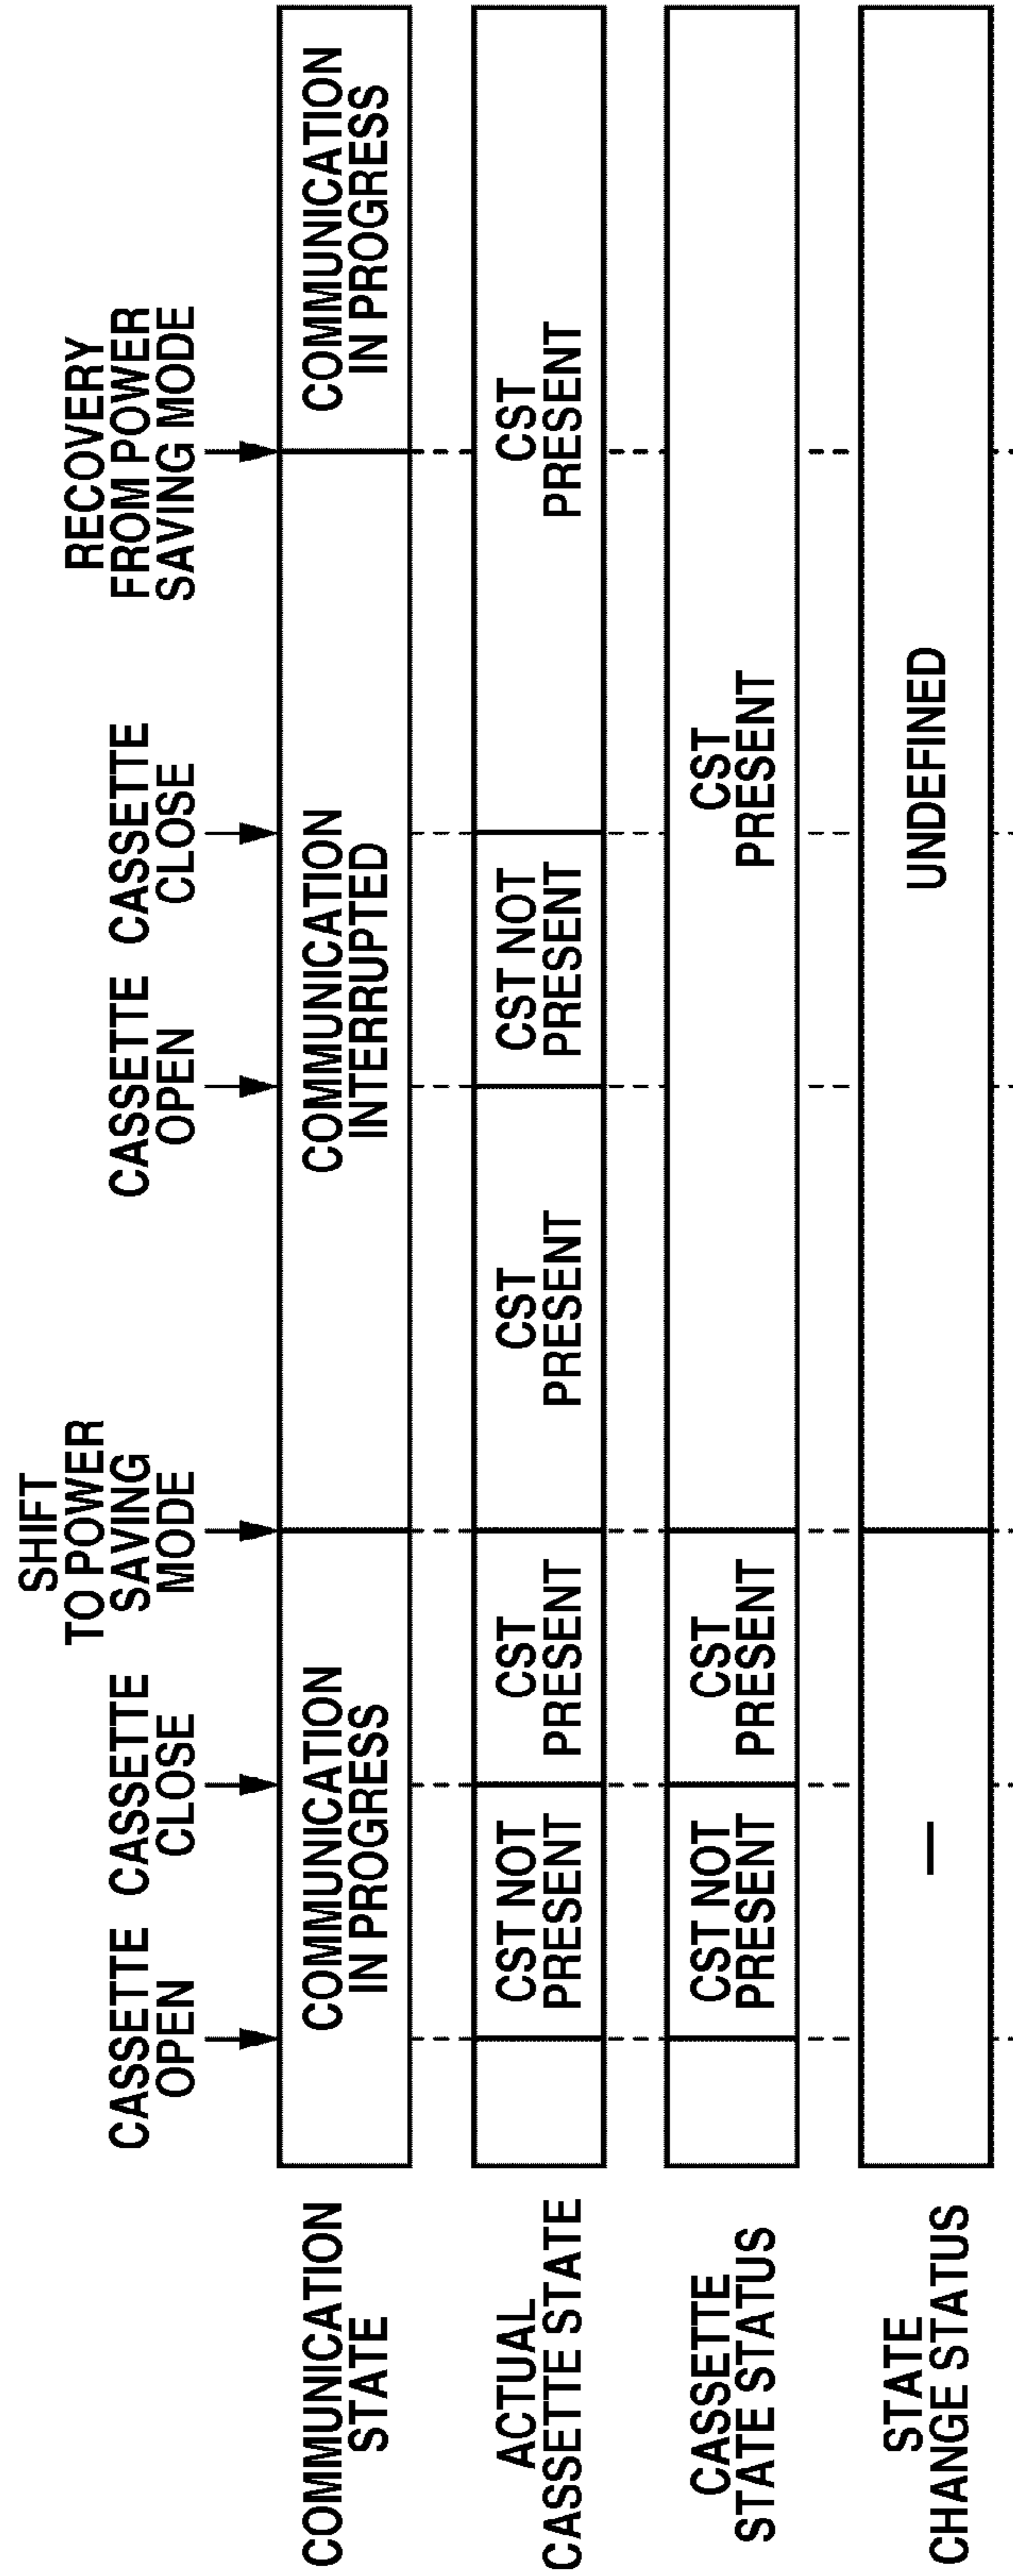 CASSETTE
OPEN
CASSETTE
CLOSE
SHIFT
TO POWER
SAVING
MODE
CASSETTE
OPEN
CASSETTE
CLOSE
RECOVERY
FROM POWER
SAVING MODE
COMMUNICATION
STATE
COMMUNICATION
IN PROGRESS
COMMUNICATION
INTERRUPTED
COMMUNICATION
IN PROGRESS
ACTUAL
CASSETTE STATE
CST NOT
PRESENT
CST
PRESENT
CST
PRESENT
CST NOT
PRESENT
CST
PRESENT
CASSETTE
STATE STATUS
CST NOT
PRESENT
CST
PRESENT
CST
PRESENT
STATE
CHANGE STATUS
—
UNDEFINED